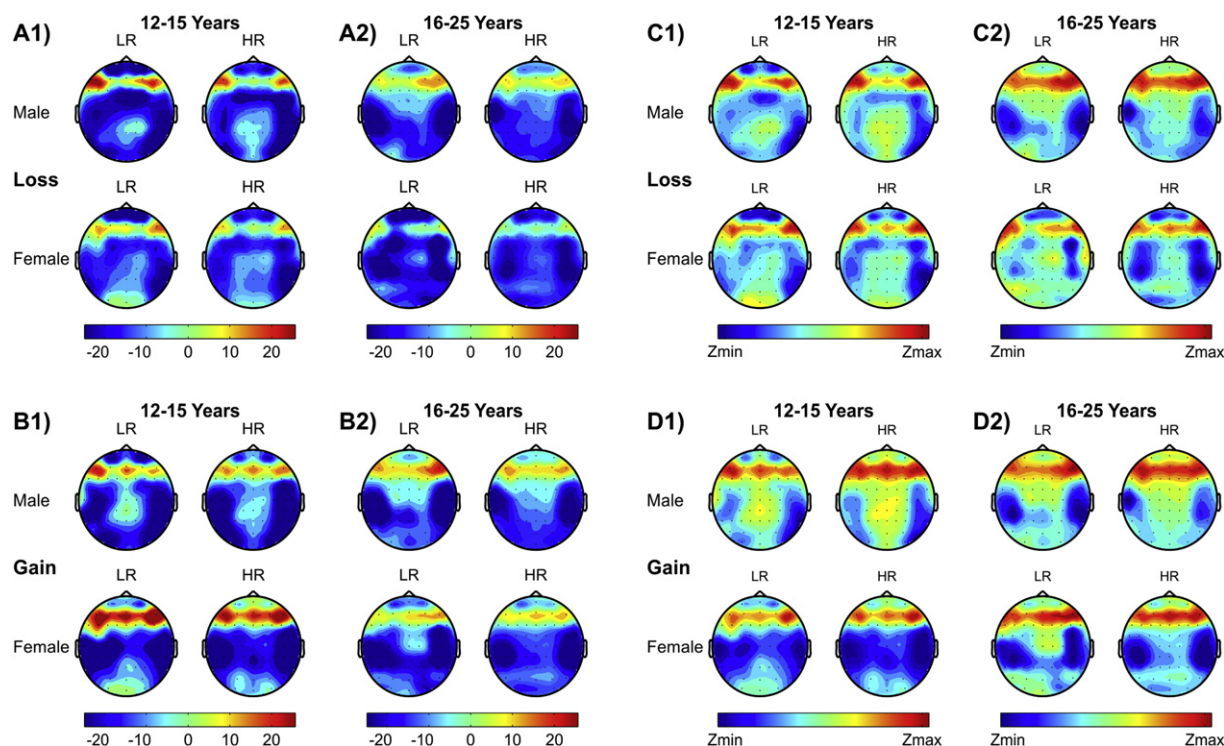 A1) 12-15 Years A2) 16-25 Years C1) 12-15 Years C2) 16-25 Years
LR HR LR HR LR HR LR HR
Male Male
Loss LR HR LR HR Loss LR HR LR HR
Female Female
-20 -10 0 10 20 -20 -10 0 10 20 Zmin Zmax Zmin Zmax
B1) 12-15 Years B2) 16-25 Years D1) 12-15 Years D2) 16-25 Years
LR HR LR HR LR HR LR HR
Male Male
Gain LR HR LR HR Gain LR HR LR HR
Female Female
-20 -10 0 10 20 -20 -10 0 10 20 Zmin Zmax Zmin Zmax